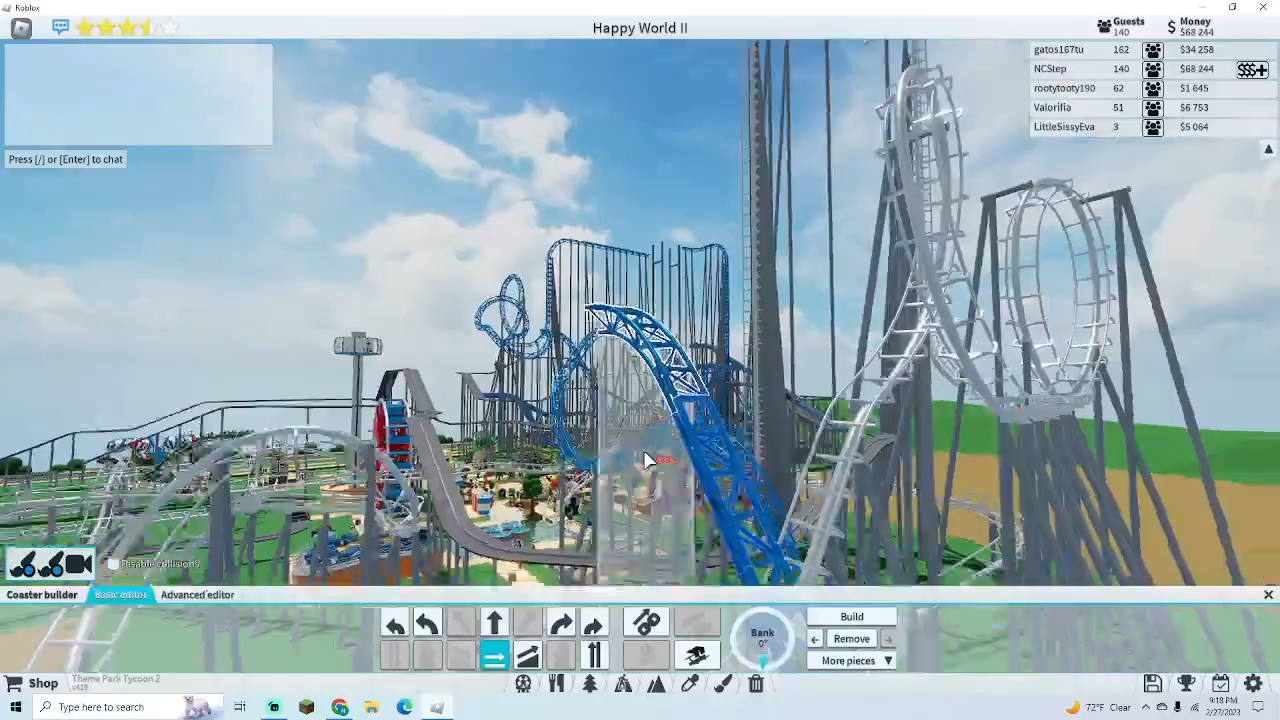 Roblox
Happy World II
Guests
140
Money
$68 244
gatos167tu 162 $34 258
NCStep 140 $68 244 $$$+
rootytooty190 62 $1 645
Valorifia 51 $6 753
LittleSissyEva 3 $5 064
Press [/] or [Enter] to chat
Disable collisions
Coaster builder Basic editor Advanced editor
Bank
0°
Build
Remove
More pieces
Shop
Theme Park Tycoon 2
v419
Type here to search
72°F Clear
9:18 PM
2/27/2023